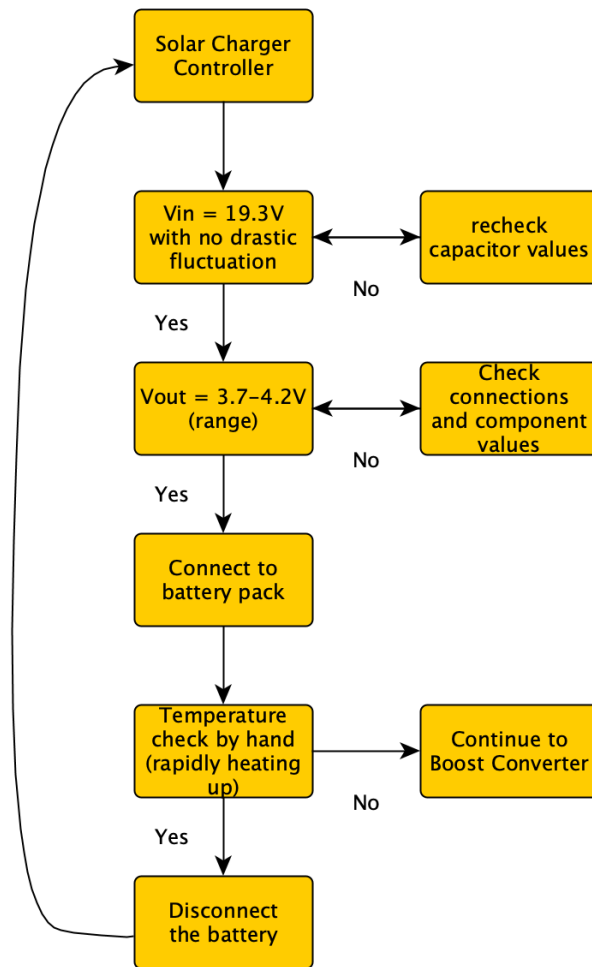 Solar Charger
Controller
Vin = 19.3V
with no drastic
fluctuation
recheck
capacitor values
No
Yes
Vout = 3.7–4.2V
(range)
Check
connections
and component
values
No
Yes
Connect to
battery pack
Temperature
check by hand
(rapidly heating
up)
Continue to
Boost Converter
No
Yes
Disconnect
the battery